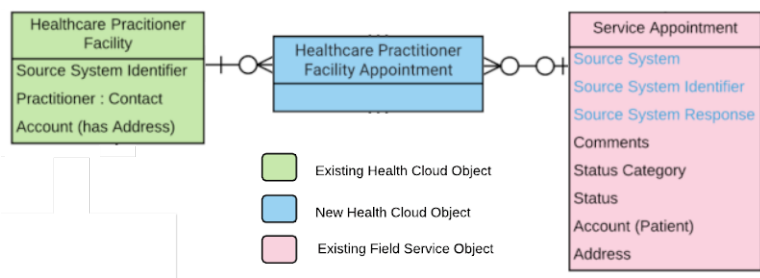 Healthcare Practitioner
Facility
Source System Identifier
Practitioner : Contact
Account (has Address)
Healthcare Practitioner
Facility Appointment
Service Appointment
Source System
Source System Identifier
Source System Response
Comments
Status Category
Status
Account (Patient)
Address
Existing Health Cloud Object
New Health Cloud Object
Existing Field Service Object